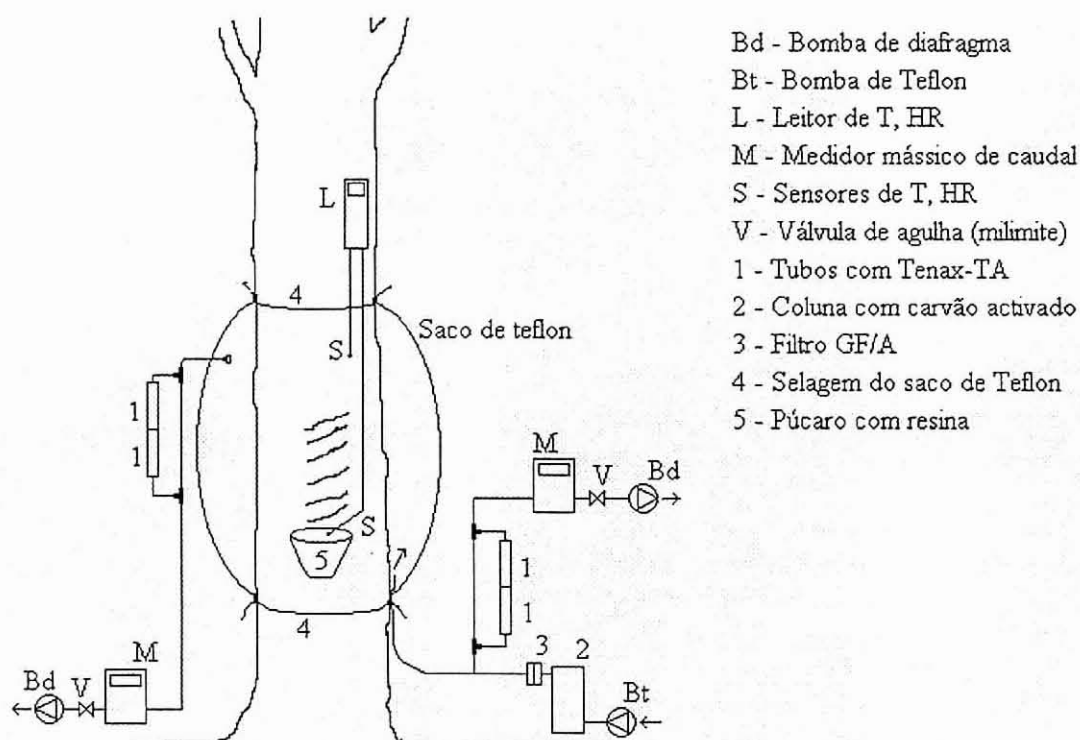 Bd - Bomba de diafragma
Bt - Bomba de Teflon
L - Leitor de T, HR
M - Medidor mássico de caudal
S - Sensores de T, HR
V - Válvula de agulha (milimite)
1 - Tubos com Tenax-TA
2 - Coluna com carvão activado
3 - Filtro GF/A
4 - Selagem do saco de Teflon
5 - Púcaro com resina
L
4
Saco de teflon
S
1
1
M
V
Bd
S
5
1
1
4
3
2
M
Bd
V
Bt